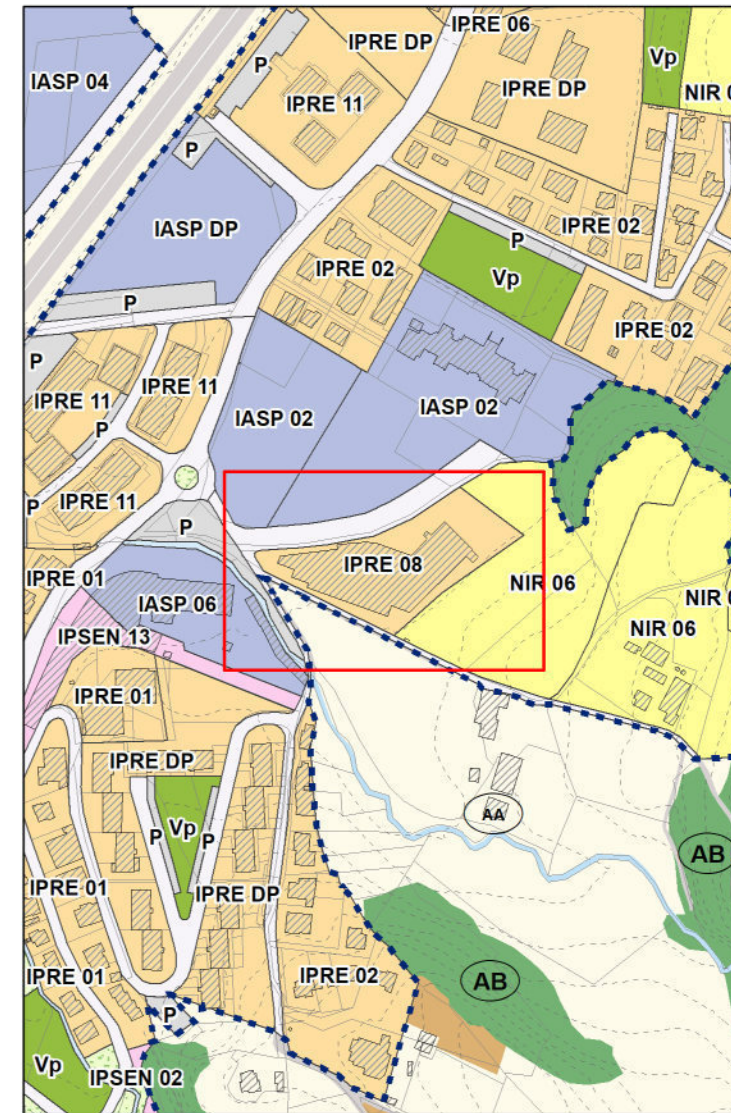 IPRE 06
IPRE DP
IASP 04
P
Vp
IPRE DP
NIR 0
IPRE 11
P
IASP DP
IPRE 02
P
IPRE 02
Vp
P
IPRE 02
P
IPRE 11
IPRE 11
IASP 02
IASP 02
P
IPRE 11
P
P
IPRE 08
IPRE 01
NIR 06
IASP 06
NIR 0
NIR 06
IPSEN 13
IPRE 01
IPRE DP
AA
P
Vp
P
AB
IPRE 01
IPRE DP
IPRE 01
IPRE 02
AB
P
Vp
IPSEN 02